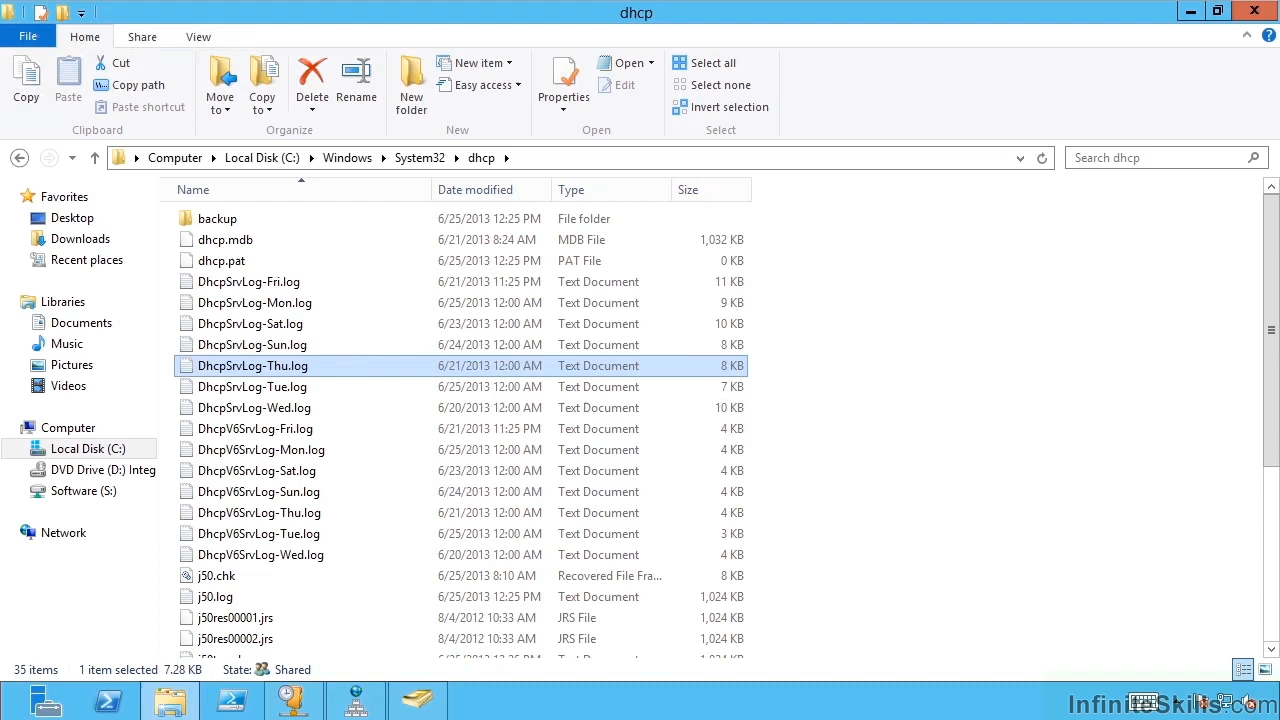 dhcp
File Home Share View
Copy
Paste
Cut
Copy path
Paste shortcut
Clipboard
Move to
Copy to
Delete
Rename
Organize
New folder
New item
Easy access
New
Properties
Open
Edit
Open
Select all
Select none
Invert selection
Select
Computer Local Disk (C:) Windows System32 dhcp
Search dhcp
Favorites
Desktop
Downloads
Recent places
Libraries
Documents
Music
Pictures
Videos
Computer
Local Disk (C:)
DVD Drive (D:) Integ
Software (S:)
Network
Name Date modified Type Size
backup 6/25/2013 12:25 PM File folder
dhcp.mdb 6/21/2013 8:24 AM MDB File 1,032 KB
dhcp.pat 6/25/2013 12:25 PM PAT File 0 KB
DhcpSrvLog-Fri.log 6/21/2013 11:25 PM Text Document 11 KB
DhcpSrvLog-Mon.log 6/25/2013 12:00 AM Text Document 9 KB
DhcpSrvLog-Sat.log 6/23/2013 12:00 AM Text Document 10 KB
DhcpSrvLog-Sun.log 6/24/2013 12:00 AM Text Document 8 KB
DhcpSrvLog-Thu.log 6/21/2013 12:00 AM Text Document 8 KB
DhcpSrvLog-Tue.log 6/25/2013 12:00 AM Text Document 7 KB
DhcpSrvLog-Wed.log 6/20/2013 12:00 AM Text Document 10 KB
DhcpV6SrvLog-Fri.log 6/21/2013 11:25 PM Text Document 4 KB
DhcpV6SrvLog-Mon.log 6/25/2013 12:00 AM Text Document 4 KB
DhcpV6SrvLog-Sat.log 6/23/2013 12:00 AM Text Document 4 KB
DhcpV6SrvLog-Sun.log 6/24/2013 12:00 AM Text Document 4 KB
DhcpV6SrvLog-Thu.log 6/21/2013 12:00 AM Text Document 4 KB
DhcpV6SrvLog-Tue.log 6/25/2013 12:00 AM Text Document 3 KB
DhcpV6SrvLog-Wed.log 6/20/2013 12:00 AM Text Document 4 KB
j50.chk 6/25/2013 8:10 AM Recovered File Fra... 8 KB
j50.log 6/25/2013 12:25 PM Text Document 1,024 KB
j50res00001.jrs 8/4/2012 10:33 AM JRS File 1,024 KB
j50res00002.jrs 8/4/2012 10:33 AM JRS File 1,024 KB
35 items 1 item selected 7.28 KB State: Shared
InfiniteSkills.com